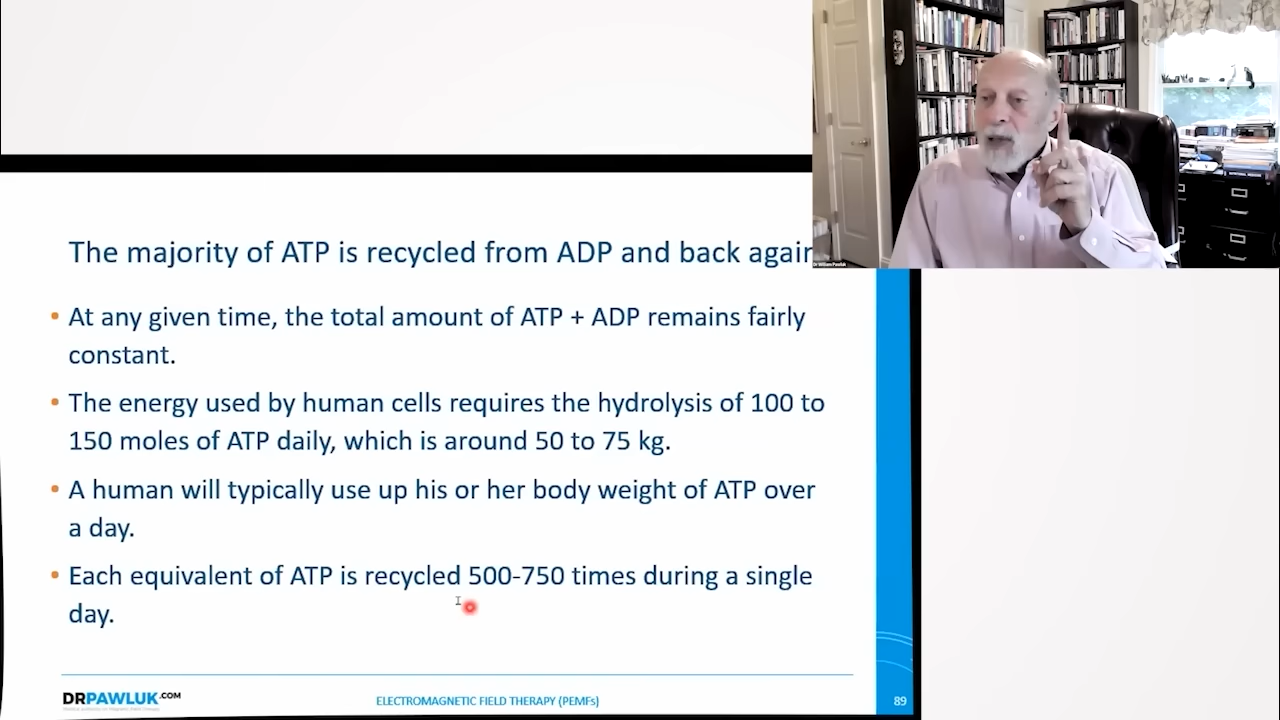 The majority of ATP is recycled from ADP and back again
• At any given time, the total amount of ATP + ADP remains fairly
constant.
• The energy used by human cells requires the hydrolysis of 100 to
150 moles of ATP daily, which is around 50 to 75 kg.
• A human will typically use up his or her body weight of ATP over
a day.
• Each equivalent of ATP is recycled 500-750 times during a single
day.
DRPAWLUK.COM
ELECTROMAGNETIC FIELD THERAPY (PEMFs)
89
Dr William Pawluk